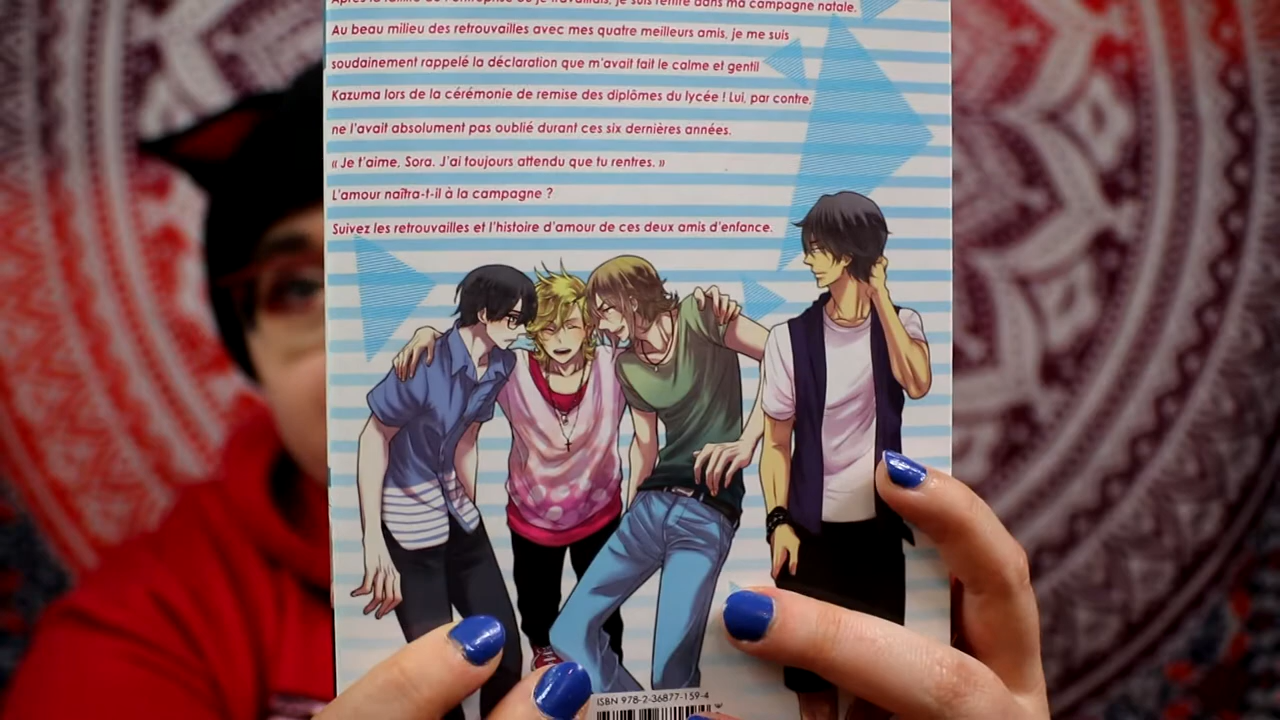 Après la faillite de l'entreprise où je travaillais, je suis rentré dans ma campagne natale.
Au beau milieu des retrouvailles avec mes quatre meilleurs amis, je me suis
soudainement rappelé la déclaration que m'avait fait le calme et gentil
Kazuma lors de la cérémonie de remise des diplômes du lycée ! Lui, par contre,
ne l'avait absolument pas oublié durant ces six dernières années.
« Je t'aime, Sora. J'ai toujours attendu que tu rentres. »
L'amour naîtra-t-il à la campagne ?
Suivez les retrouvailles et l'histoire d'amour de ces deux amis d'enfance.
ISBN 978-2-36877-159-4